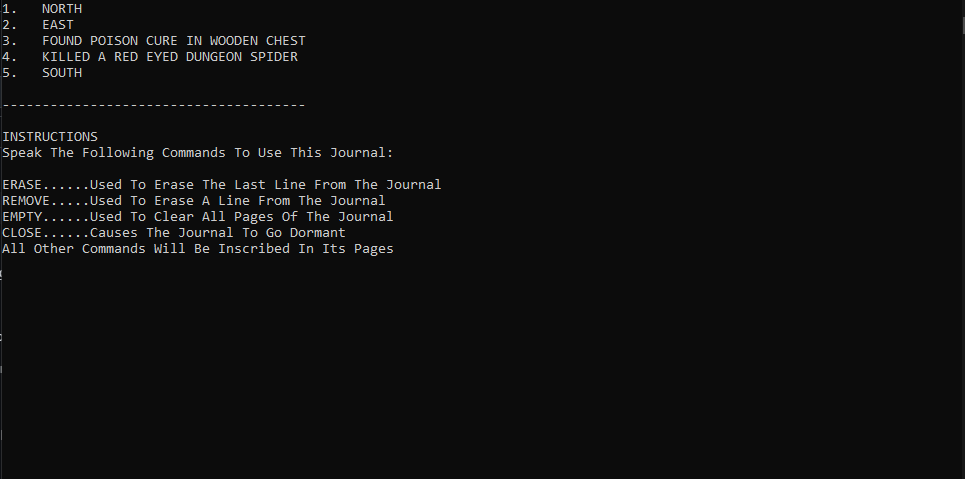 1.   NORTH
2.   EAST
3.   FOUND POISON CURE IN WOODEN CHEST
4.   KILLED A RED EYED DUNGEON SPIDER
5.   SOUTH
--------------------------------------
INSTRUCTIONS
Speak The Following Commands To Use This Journal:
ERASE......Used To Erase The Last Line From The Journal
REMOVE.....Used To Erase A Line From The Journal
EMPTY......Used To Clear All Pages Of The Journal
CLOSE......Causes The Journal To Go Dormant
All Other Commands Will Be Inscribed In Its Pages